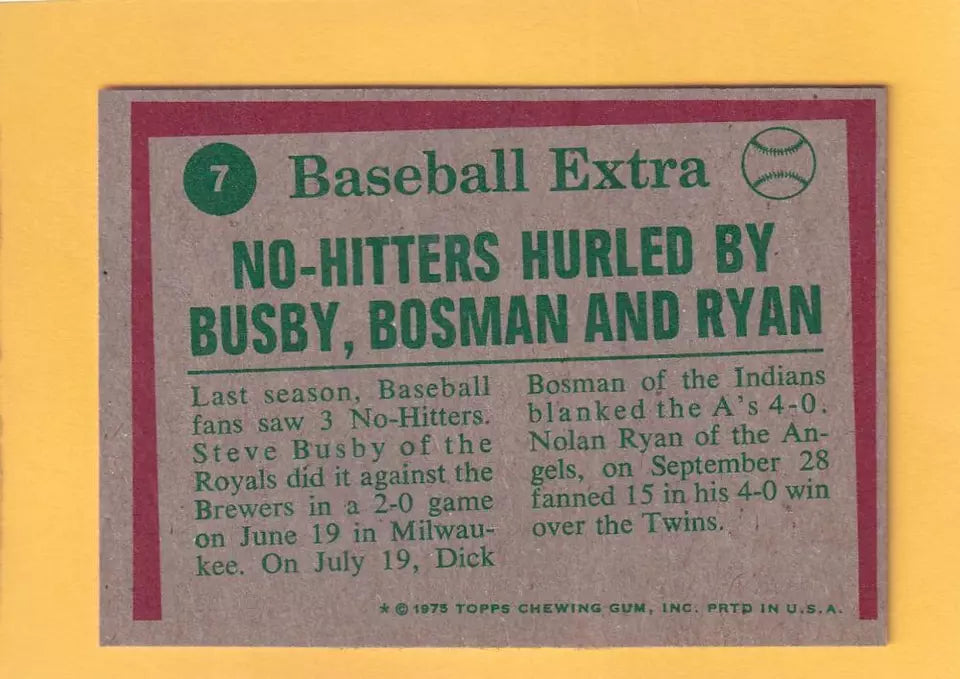 7
Baseball Extra
NO-HITTERS HURLED BY
BUSBY, BOSMAN AND RYAN
Last season, Baseball
fans saw 3 No-Hitters.
Steve Busby of the
Royals did it against the
Brewers in a 2-0 game
on June 19 in Milwau-
kee. On July 19, Dick
Bosman of the Indians
blanked the A's 4-0.
Nolan Ryan of the An-
gels, on September 28
fanned 15 in his 4-0 win
over the Twins.
* © 1975 TOPPS CHEWING GUM, INC. PRTD IN U.S.A.